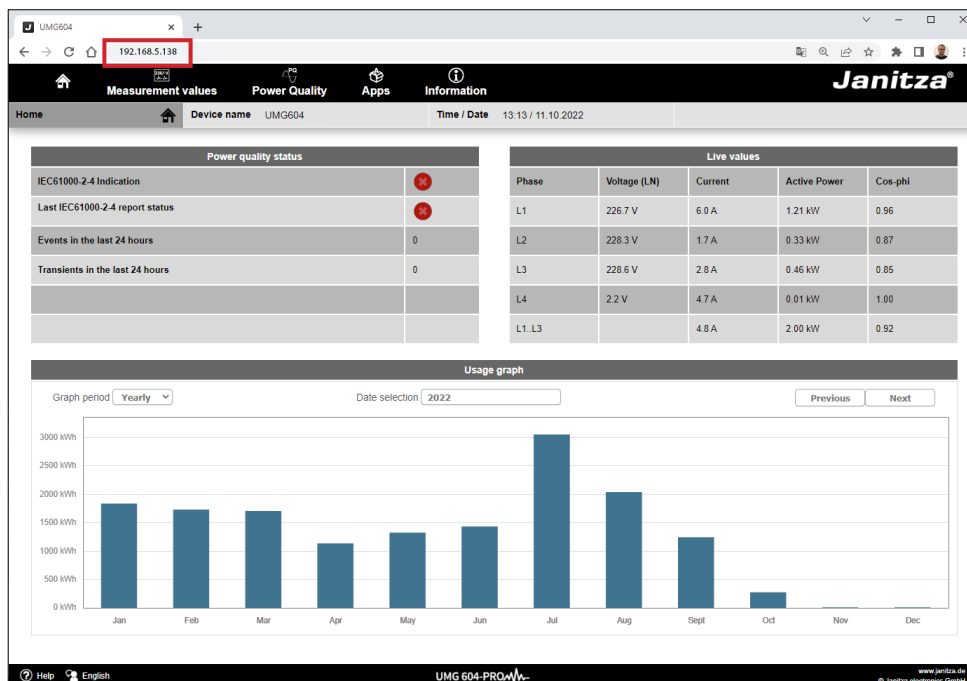 UMG604
192.168.5.138
Measurement values
Power Quality
Apps
Information
Janitza®
Home
Device name UMG604
Time / Date 13:13 / 11.10.2022
Power quality status
IEC61000-2-4 Indication
Last IEC61000-2-4 report status
Events in the last 24 hours 0
Transients in the last 24 hours 0
Live values
Phase Voltage (LN) Current Active Power Cos-phi
L1 226.7 V 6.0 A 1.21 kW 0.96
L2 228.3 V 1.7 A 0.33 kW 0.87
L3 228.6 V 2.8 A 0.46 kW 0.85
L4 2.2 V 4.7 A 0.01 kW 1.00
L1..L3 4.8 A 2.00 kW 0.92
Usage graph
Graph period Yearly
Date selection 2022
Previous Next
3000 kWh
2500 kWh
2000 kWh
1500 kWh
1000 kWh
500 kWh
0 kWh
Jan Feb Mar Apr May Jun Jul Aug Sept Oct Nov Dec
Help English
UMG 604-PRO
www.janitza.de
© Janitza electronics GmbH